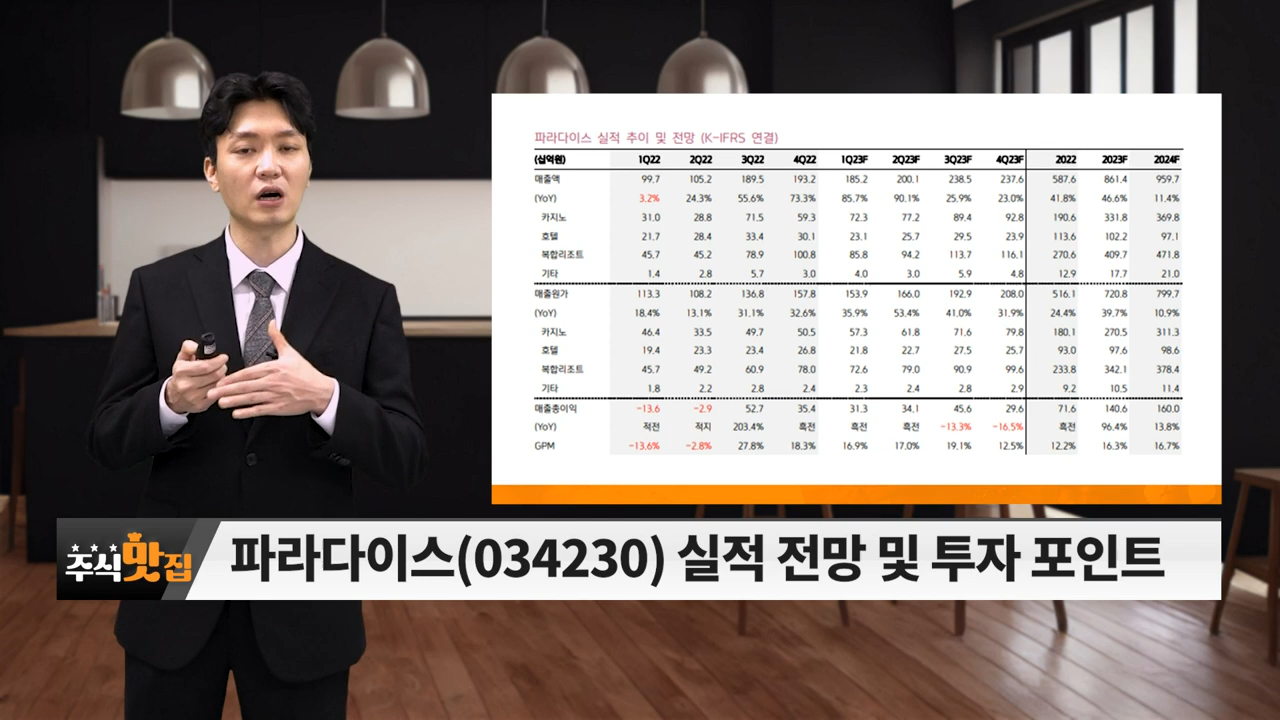 파라다이스 실적 추이 및 전망 (K-IFRS 연결)
(십억원) 1Q22 2Q22 3Q22 4Q22 1Q23F 2Q23F 3Q23F 4Q23F 2022 2023F 2024F
매출액 99.7 105.2 189.5 193.2 185.2 200.1 238.5 237.6 587.6 861.4 959.7
(YoY) 3.2% 24.3% 55.6% 73.3% 85.7% 90.1% 25.9% 23.0% 41.8% 46.6% 11.4%
카지노 31.0 28.8 71.5 59.3 72.3 77.2 89.4 92.8 190.6 331.8 369.8
호텔 21.7 28.4 33.4 30.1 23.1 25.7 29.5 23.9 113.6 102.2 97.1
복합리조트 45.7 45.2 78.9 100.8 85.8 94.2 113.7 116.1 270.6 409.7 471.8
기타 1.4 2.8 5.7 3.0 4.0 3.0 5.9 4.8 12.9 17.7 21.0
매출원가 113.3 108.2 136.8 157.8 153.9 166.0 192.9 208.0 516.1 720.8 799.7
(YoY) 18.4% 13.1% 31.1% 32.6% 35.9% 53.4% 41.0% 31.9% 24.4% 39.7% 10.9%
카지노 46.4 33.5 49.7 50.5 57.3 61.8 71.6 79.8 180.1 270.5 311.3
호텔 19.4 23.3 23.4 26.8 21.8 22.7 27.5 25.7 93.0 97.6 98.6
복합리조트 45.7 49.2 60.9 78.0 72.6 79.0 90.9 99.6 233.8 342.1 378.4
기타 1.8 2.2 2.8 2.4 2.3 2.4 2.8 2.9 9.2 10.5 11.4
매출총이익 -13.6 -2.9 52.7 35.4 31.3 34.1 45.6 29.6 71.6 140.6 160.0
(YoY) 적전 적지 203.4% 흑전 흑전 흑전 -13.3% -16.5% 흑전 96.4% 13.8%
GPM -13.6% -2.8% 27.8% 18.3% 16.9% 17.0% 19.1% 12.5% 12.2% 16.3% 16.7%
주식맛집
파라다이스(034230) 실적 전망 및 투자 포인트